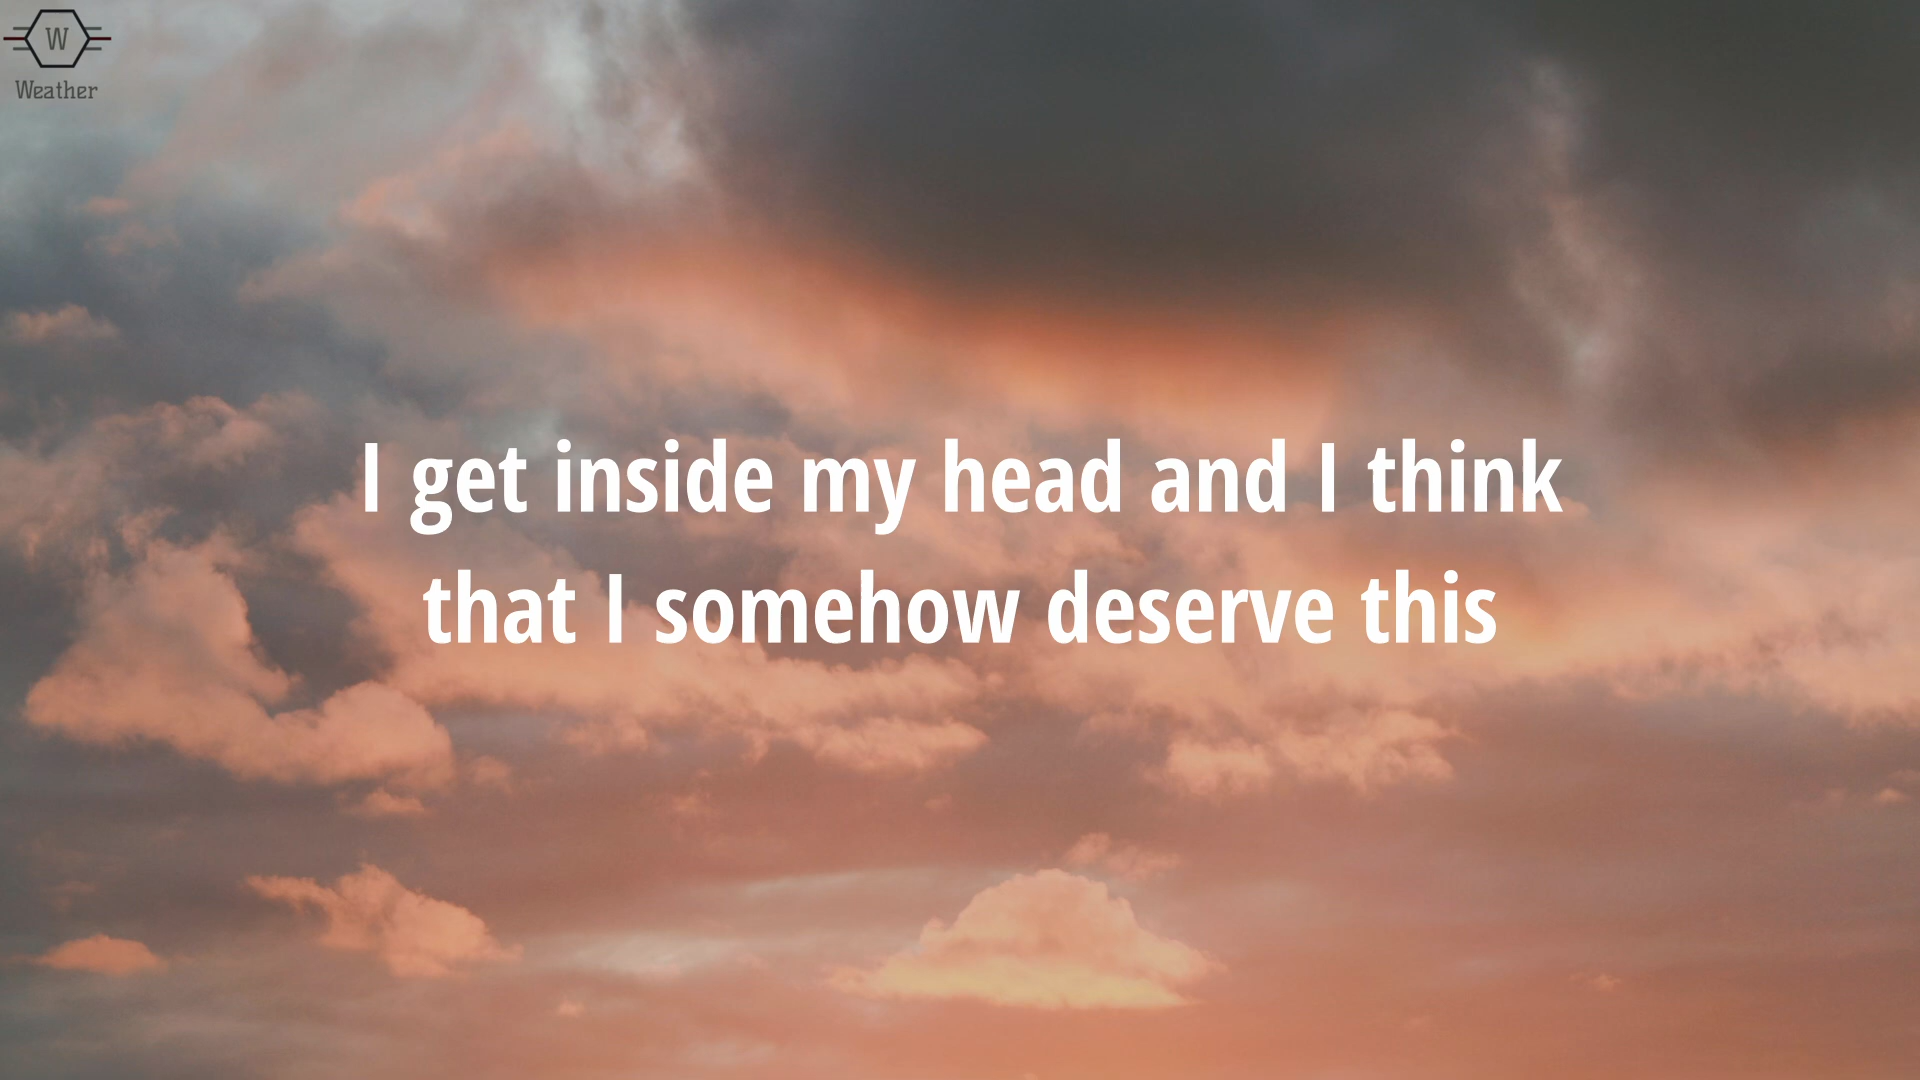 W
Weather
I get inside my head and I think
that I somehow deserve this